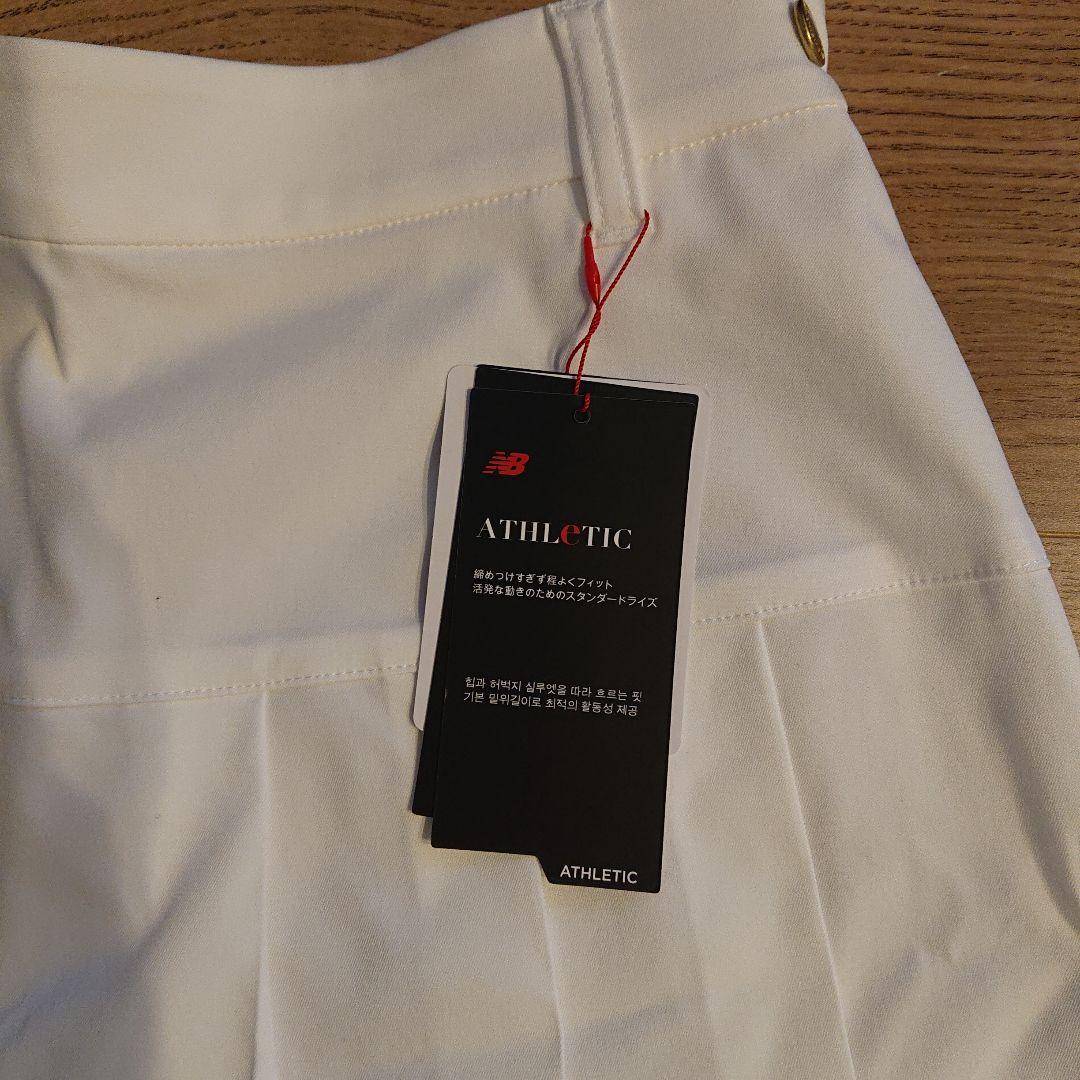 NB
ATHLeTIC
締めつけすぎず程よくフィット
活発な動きのためのスタンダードライズ
힙과 허벅지 실루엣을 따라 흐르는 핏
기본 밑위길이로 최적의 활동성 제공
ATHLETIC